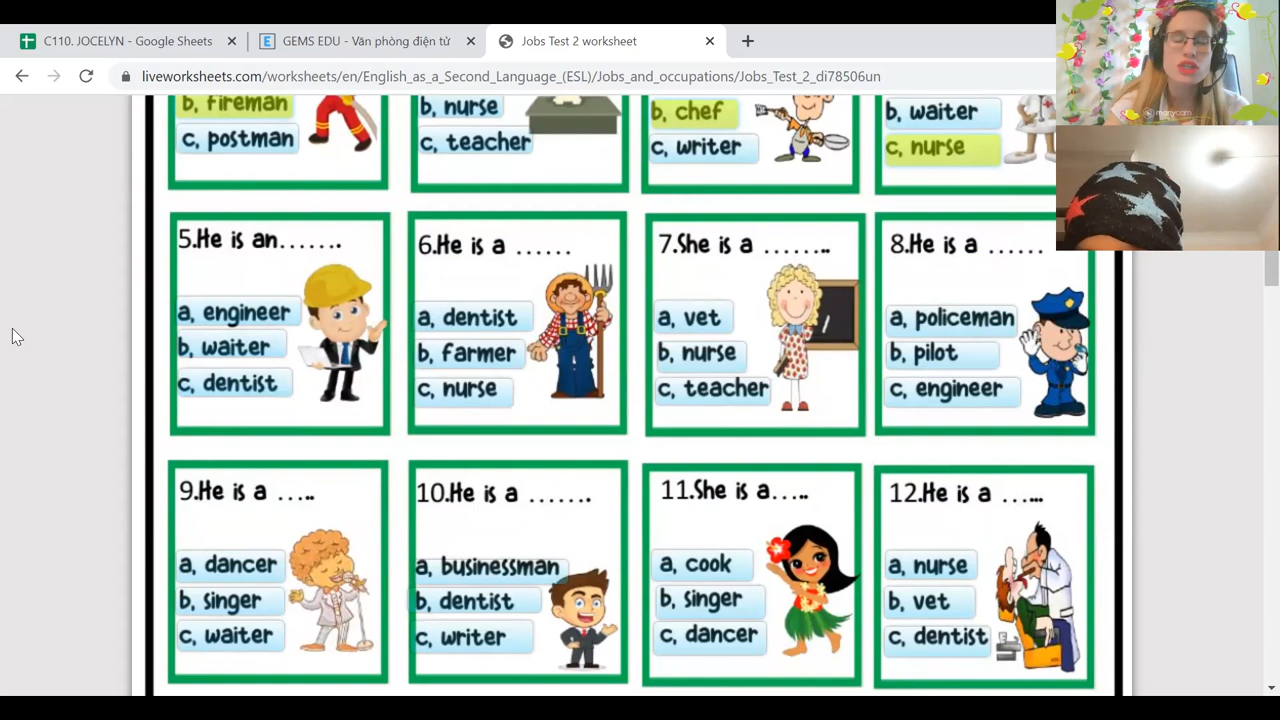 C110. JOCELYN - Google Sheets
GEMS EDU - Văn phòng điện tử
Jobs Test 2 worksheet
liveworksheets.com/worksheets/en/English_as_a_Second_Language_(ESL)/Jobs_and_occupations/Jobs_Test_2_di78506un
manycam
b, fireman
c, postman
b, nurse
c, teacher
b, chef
c, writer
b, waiter
c, nurse
5.He is an.......
a, engineer
b, waiter
c, dentist
6.He is a ......
a, dentist
b, farmer
c, nurse
7.She is a ........
a, vet
b, nurse
c, teacher
8.He is a ......
a, policeman
b, pilot
c, engineer
9.He is a .....
a, dancer
b, singer
c, waiter
10.He is a .......
a, businessman
b, dentist
c, writer
11.She is a.....
a, cook
b, singer
c, dancer
12.He is a ......
a, nurse
b, vet
c, dentist